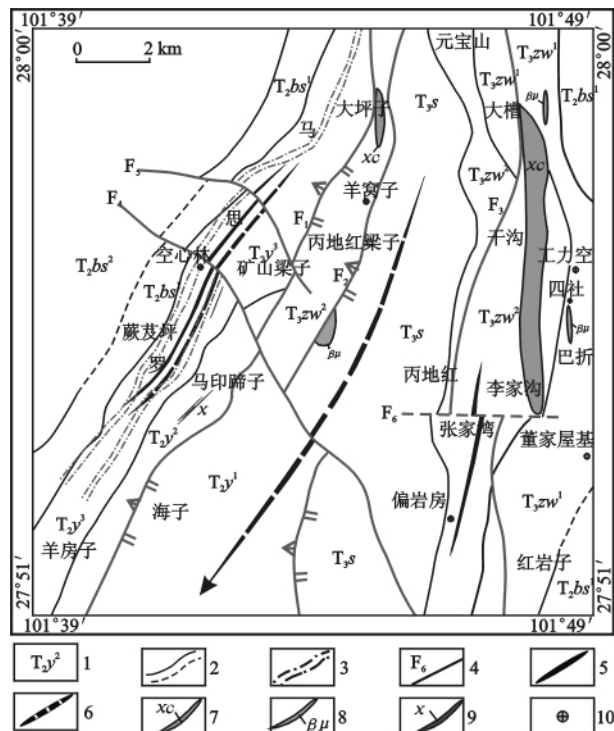 101°39′ 101°49′
28°00′ 28°00′
0 2 km
元宝山
T₃zw¹
T₂bs¹
T₂bs¹
大坪子
T₃s
T₃zw¹
大槽
βμ
马
xc
xc
F₅
羊窝子
T₃zw²
F₄
思
F₁
F₃
T₂y³
丙地红梁子
干沟
空心林
矿山梁子
工力空
T₂bs²
T₂bs¹
F₂
四社
T₃zw²
T₃s
T₃zw²
蕨芨坪
βμ
βμ
罗
巴折
马印蹄子
丙地红
李家沟
x
F₆
T₂y²
张家湾
董家屋基
T₂y¹
海子
偏岩房
T₃zw¹
T₂y³
羊房子
T₃s
红岩子
T₂bs¹
27°51′ 27°51′
101°39′ 101°49′
T₂y² 1 2 3 F₆ 4 5
6 xc 7 βμ 8 x 9 10